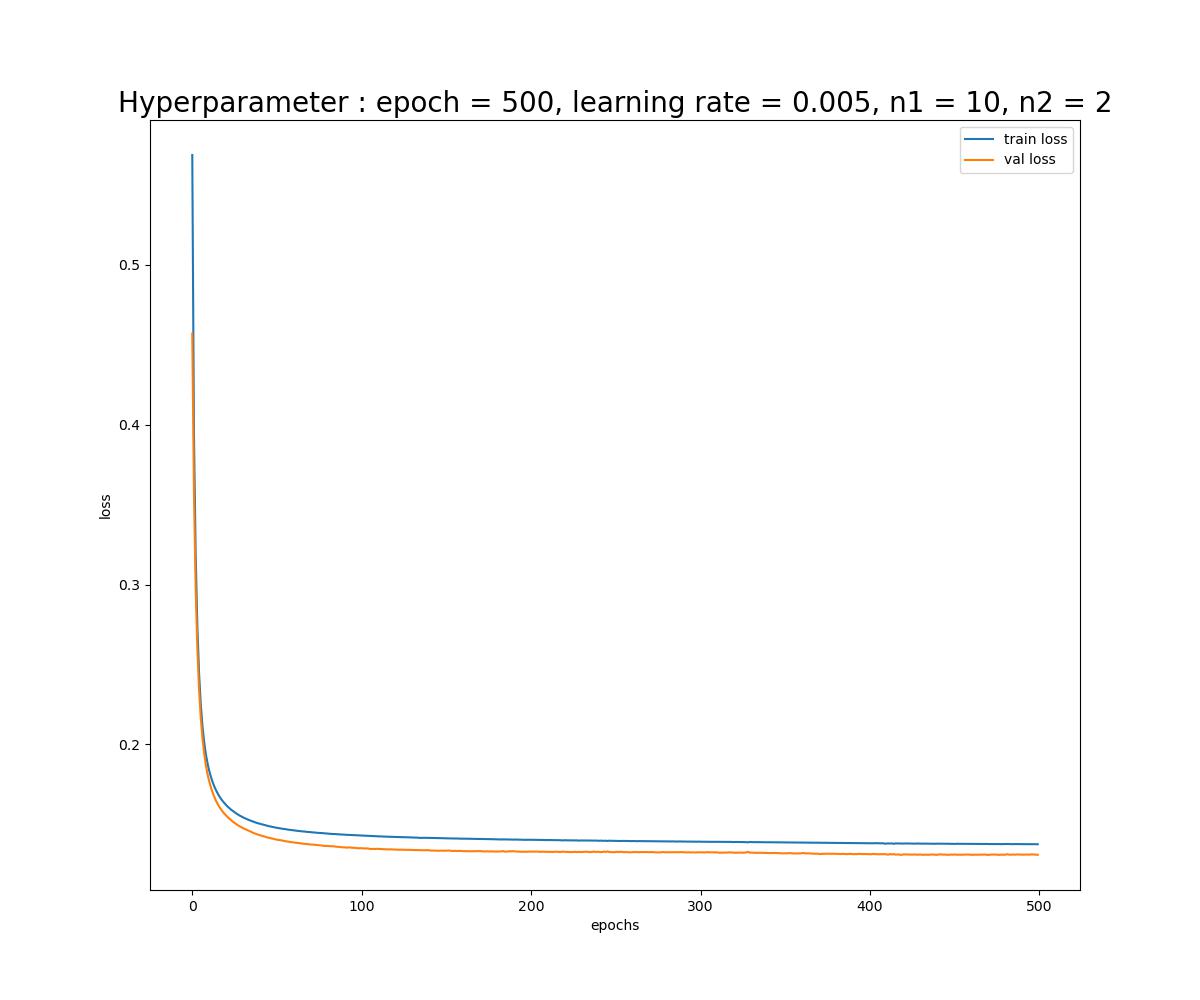 Hyperparameter : epoch = 500, learning rate = 0.005, n1 = 10, n2 = 2
train loss
val loss
0.5
0.4
0.3
0.2
loss
0 100 200 300 400 500
epochs